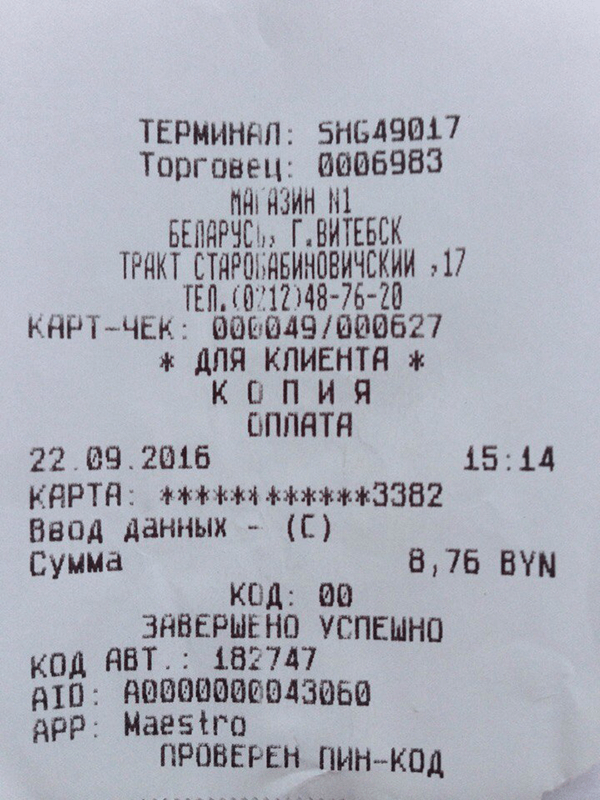 ТЕРМИНАЛ: SHG49017
Торговец: 0006983
МАГАЗИН N1
БЕЛАРУСЬ, Г.ВИТЕБСК
ТРАКТ СТАРОБАБИНОВИЧСКИЙ ,17
ТЕЛ.(0212)48-76-20
КАРТ-ЧЕК: 000049/000627
* ДЛЯ КЛИЕНТА *
К О П И Я
ОПЛАТА
22.09.2016 15:14
КАРТА: ************3382
Ввод данных - (C)
Сумма 8,76 BYN
КОД: 00
ЗАВЕРШЕНО УСПЕШНО
КОД АВТ.: 182747
AID: A0000000043060
APP: Maestro
ПРОВЕРЕН ПИН-КОД